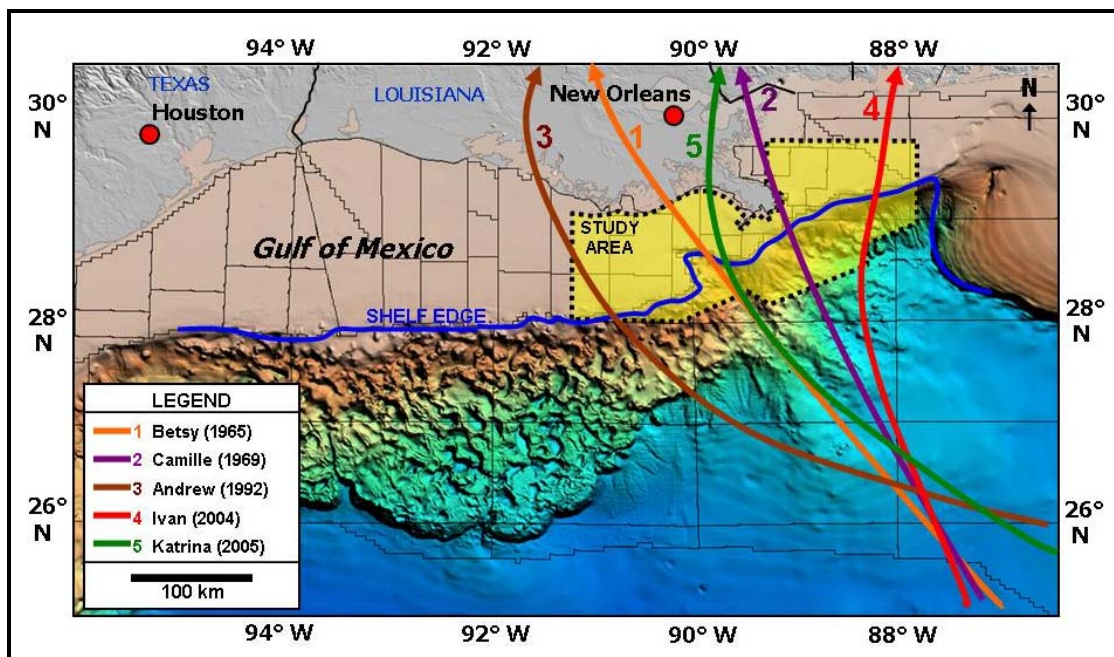 94° W 92° W 90° W 88° W
TEXAS
LOUISIANA
Houston
New Orleans
30°
N
30°
N
N
3
1
5
2
4
STUDY
AREA
Gulf of Mexico
SHELF EDGE
28°
N
28°
N
LEGEND
1 Betsy (1965)
2 Camille (1969)
3 Andrew (1992)
4 Ivan (2004)
5 Katrina (2005)
100 km
26°
N
26°
N
94° W 92° W 90° W 88° W